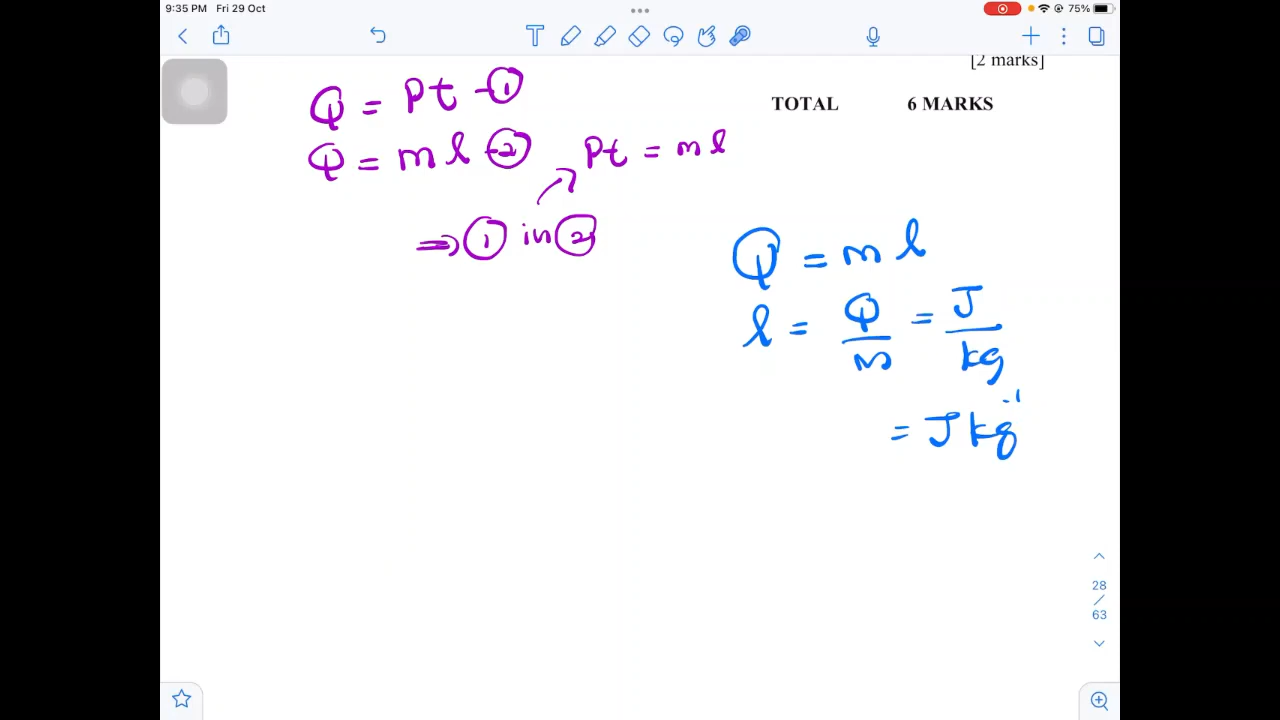 9:35 PM Fri 29 Oct 75%
T
[2 marks]
TOTAL 6 MARKS
Q = Pt - ①
Q = ml - ②
Pt = ml
⇒ ① in ②
Q = ml
l = Q/m = J/kg
= J kg⁻¹
28
/
63